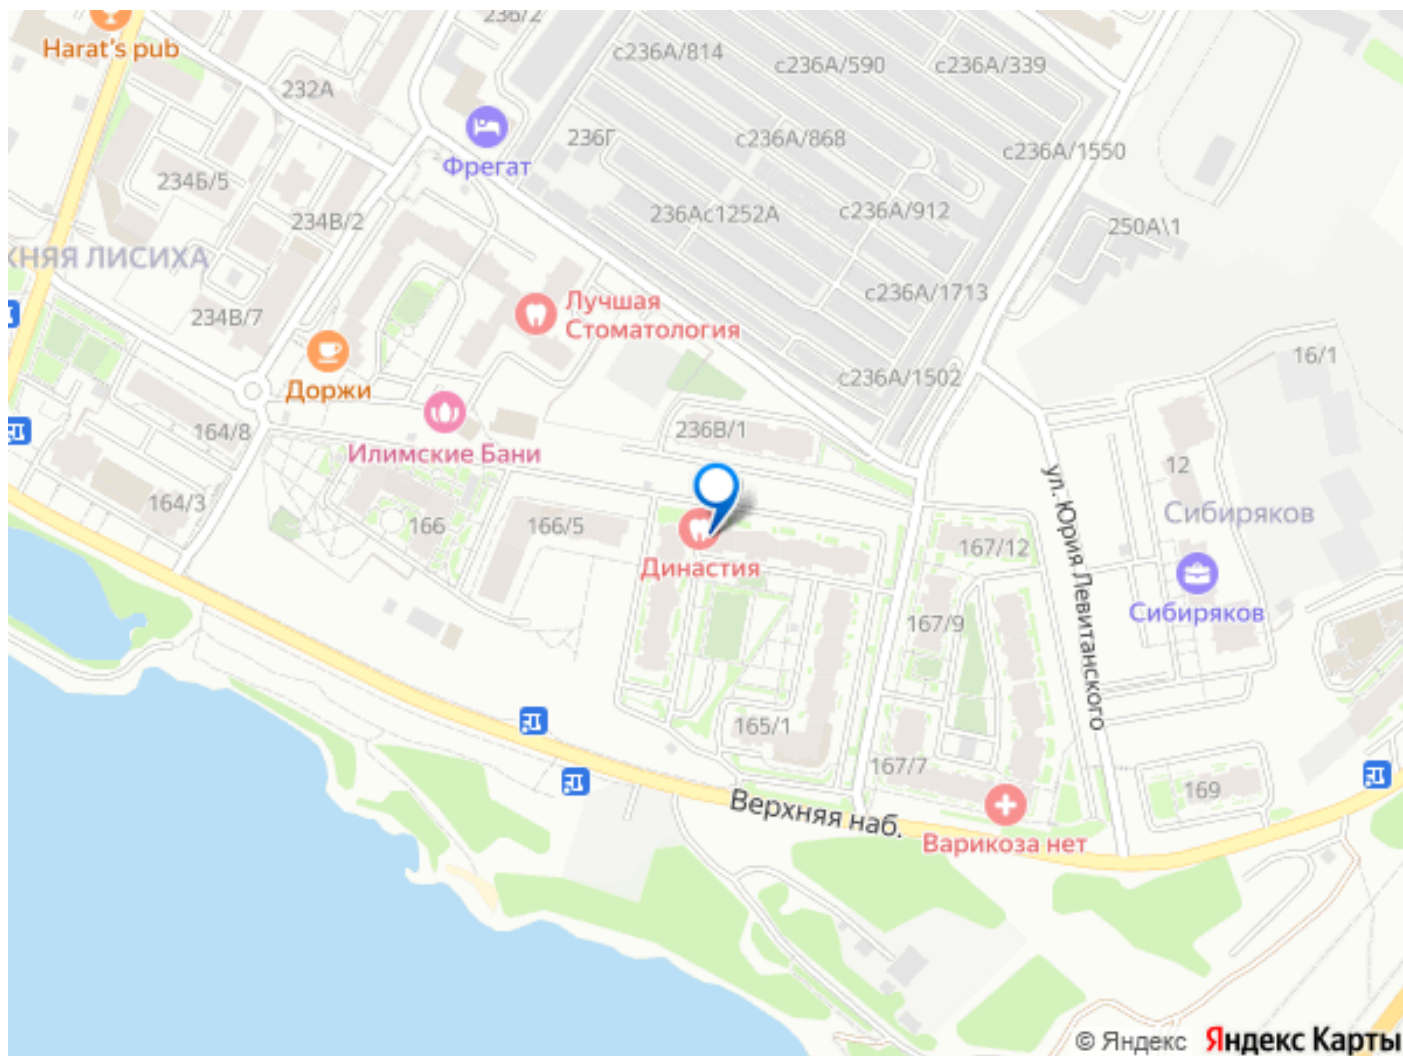 236/2
Harat's pub
с236А/814
с236А/590
с236А/339
232А
236Г
с236А/868
с236А/1550
Фрегат
234Б/5
234В/2
236Ас1252А
с236А/912
250А\1
ХНЯЯ ЛИСИХА
с236А/1713
Лучшая
Стоматология
234В/7
16/1
Доржи
с236А/1502
164/8
236В/1
Илимские Бани
12
164/3
166
166/5
Сибиряков
167/12
Династия
ул. Юрия Левитанского
Сибиряков
167/9
165/1
167/7
169
Верхняя наб.
Варикоза нет
© Яндекс Яндекс Карты